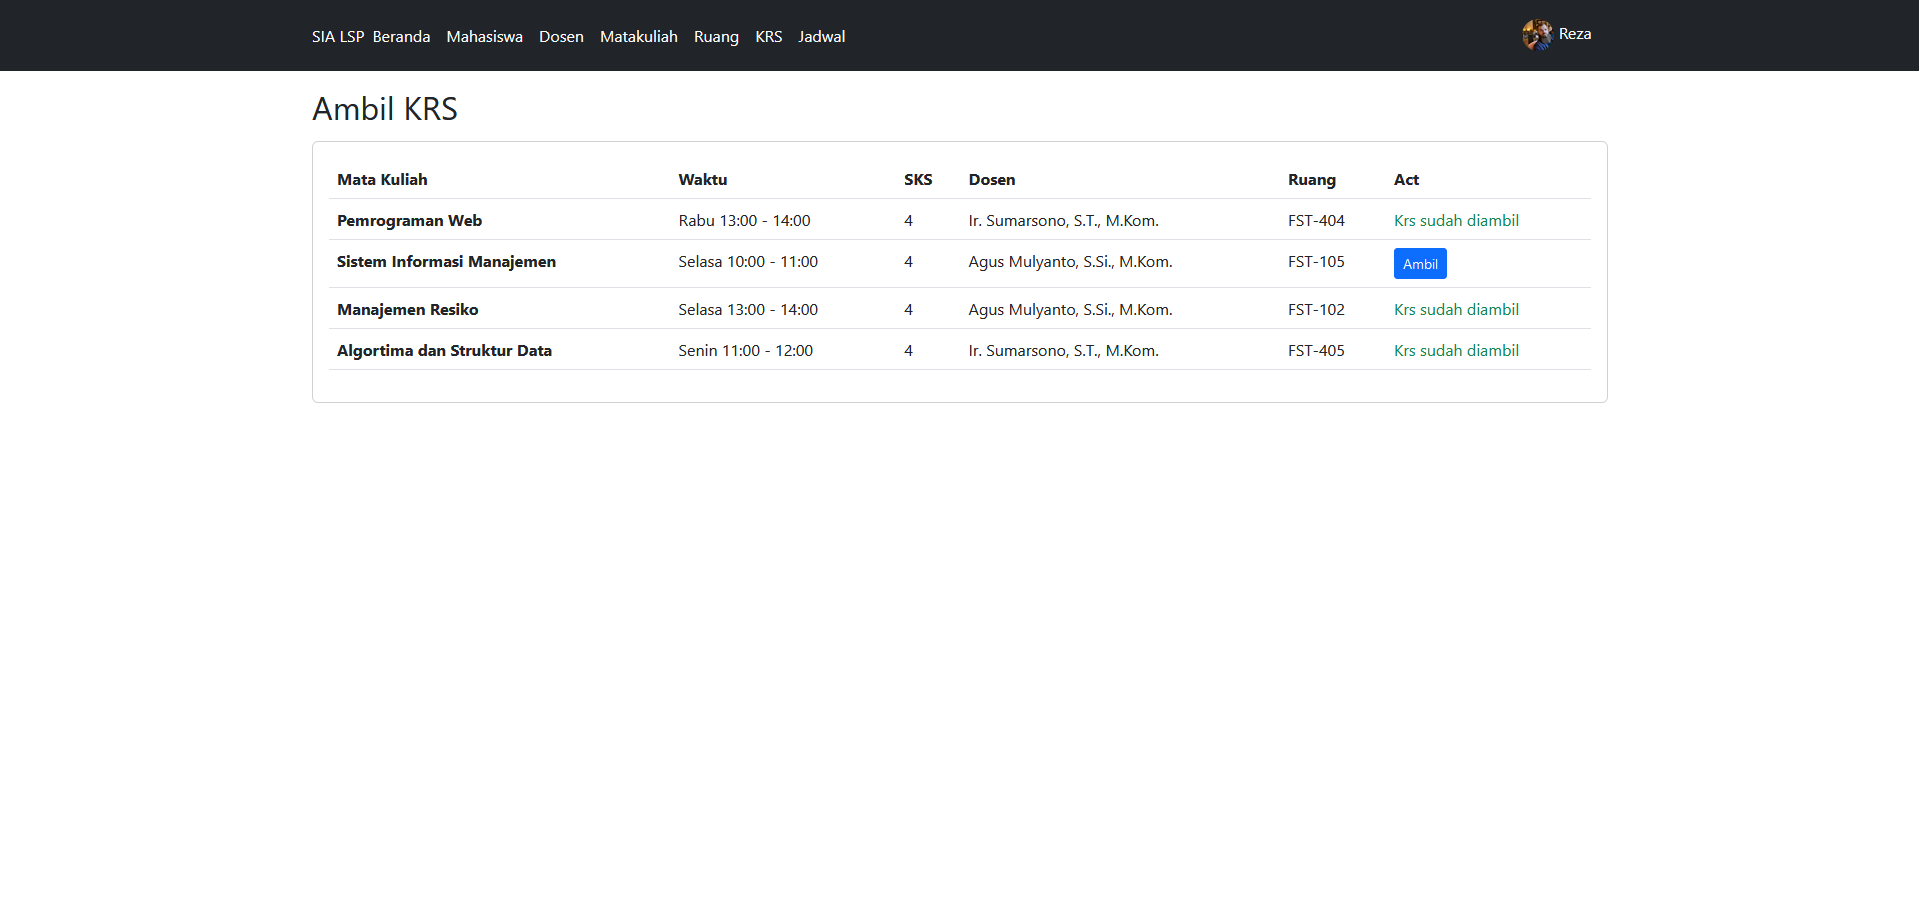 SIA LSP Beranda Mahasiswa Dosen Matakuliah Ruang KRS Jadwal Reza
Ambil KRS
Mata Kuliah Waktu SKS Dosen Ruang Act
Pemrograman Web Rabu 13:00 - 14:00 4 Ir. Sumarsono, S.T., M.Kom. FST-404 Krs sudah diambil
Sistem Informasi Manajemen Selasa 10:00 - 11:00 4 Agus Mulyanto, S.Si., M.Kom. FST-105 Ambil
Manajemen Resiko Selasa 13:00 - 14:00 4 Agus Mulyanto, S.Si., M.Kom. FST-102 Krs sudah diambil
Algortima dan Struktur Data Senin 11:00 - 12:00 4 Ir. Sumarsono, S.T., M.Kom. FST-405 Krs sudah diambil